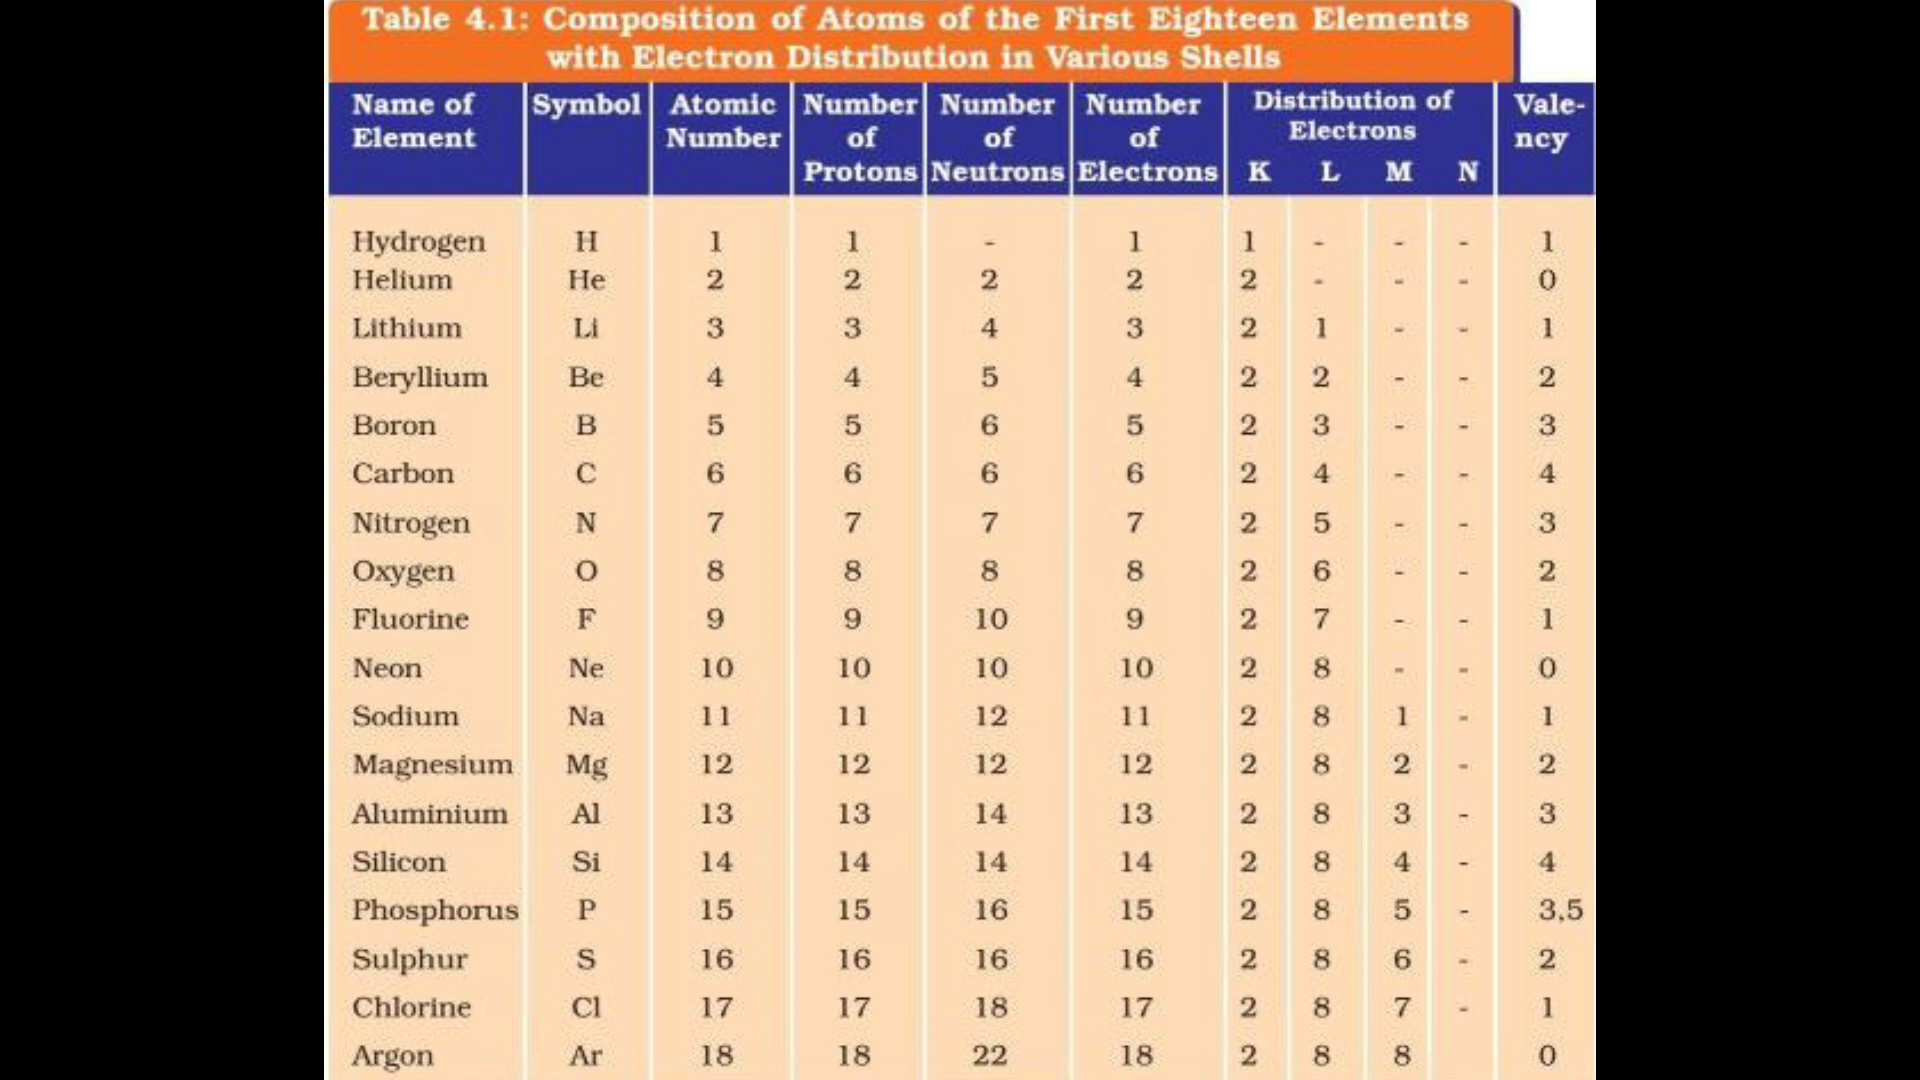 Table 4.1: Composition of Atoms of the First Eighteen Elements
with Electron Distribution in Various Shells
Name of Element Symbol Atomic Number Number of Protons Number of Neutrons Number of Electrons Distribution of Electrons K L M N Vale-ncy
Hydrogen H 1 1 - 1 1 - - - 1
Helium He 2 2 2 2 2 - - - 0
Lithium Li 3 3 4 3 2 1 - - 1
Beryllium Be 4 4 5 4 2 2 - - 2
Boron B 5 5 6 5 2 3 - - 3
Carbon C 6 6 6 6 2 4 - - 4
Nitrogen N 7 7 7 7 2 5 - - 3
Oxygen O 8 8 8 8 2 6 - - 2
Fluorine F 9 9 10 9 2 7 - - 1
Neon Ne 10 10 10 10 2 8 - - 0
Sodium Na 11 11 12 11 2 8 1 - 1
Magnesium Mg 12 12 12 12 2 8 2 - 2
Aluminium Al 13 13 14 13 2 8 3 - 3
Silicon Si 14 14 14 14 2 8 4 - 4
Phosphorus P 15 15 16 15 2 8 5 - 3,5
Sulphur S 16 16 16 16 2 8 6 - 2
Chlorine Cl 17 17 18 17 2 8 7 - 1
Argon Ar 18 18 22 18 2 8 8 0